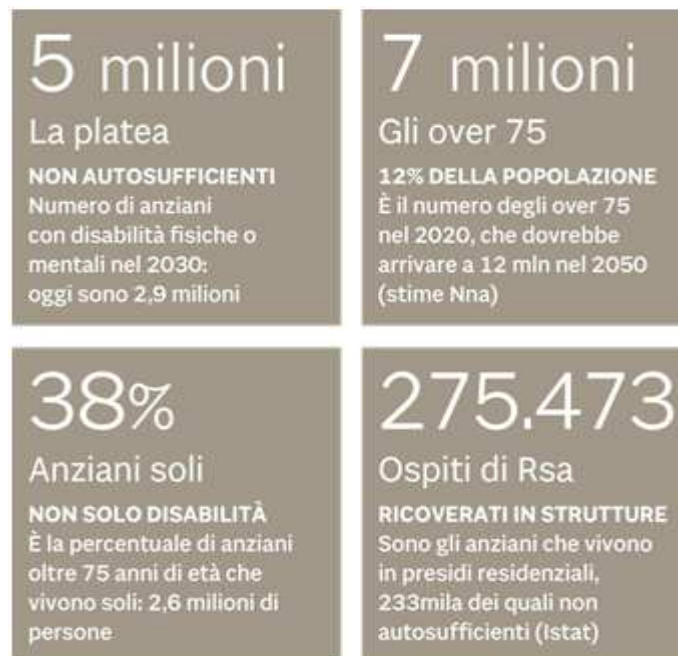 5 milioni
La platea
NON AUTOSUFFICIENTI
Numero di anziani
con disabilità fisiche o
mentali nel 2030:
oggi sono 2,9 milioni
7 milioni
Gli over 75
12% DELLA POPOLAZIONE
È il numero degli over 75
nel 2020, che dovrebbe
arrivare a 12 mln nel 2050
(stime Nna)
38%
Anziani soli
NON SOLO DISABILITÀ
È la percentuale di anziani
oltre 75 anni di età che
vivono soli: 2,6 milioni di
persone
275.473
Ospiti di Rsa
RICOVERATI IN STRUTTURE
Sono gli anziani che vivono
in presidi residenziali,
233mila dei quali non
autosufficienti (Istat)